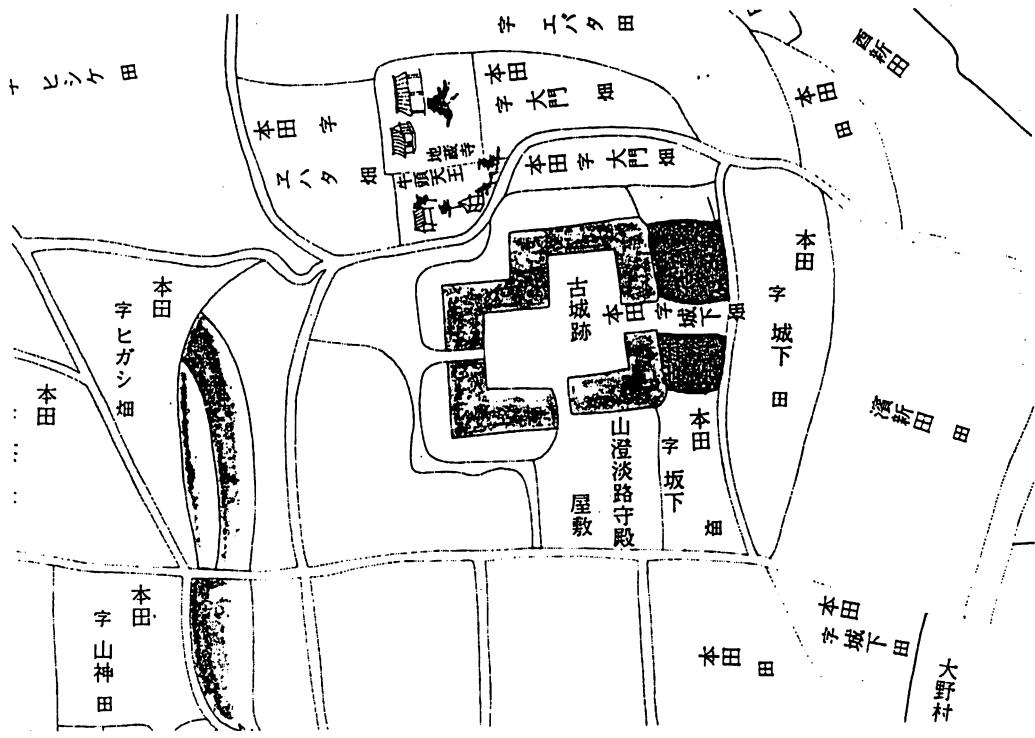 字 エバタ 田
酉新田
ヒシケ田
本田 字
エバタ 畑
本田
字 大門 畑
本田
田
地蔵寺
牛頭天王
本田 字 大門 畑
本田
字 ヒガシ 畑
本田
古城跡
本田 字 城下 畑
本田
字 城下 田
濱新田 田
山澄淡路守殿
屋敷
本田
字 坂下 畑
本田
字 山神 田
本田 田
本田
字 城下 田
大野村